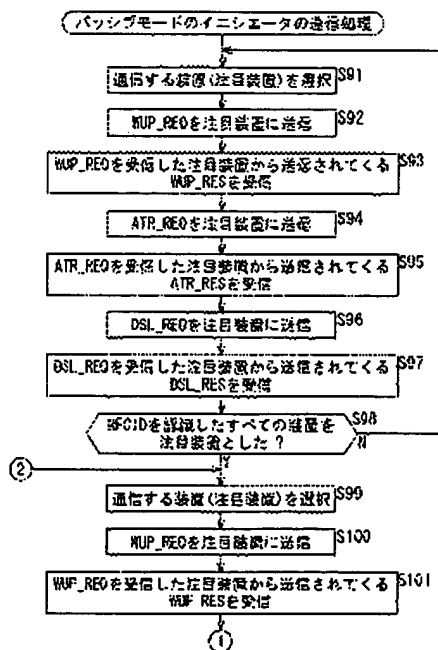 パッシブモードのイニシエータの送信処理
通信する装置(注目装置)を選択 S91
WUP_REQを注目装置に送信 S92
WUP_REQを受信した注目装置から送信されてくる S93
WUP_RESを受信
ATR_REQを注目装置に送信 S94
ATR_REQを受信した注目装置から送信されてくる S95
ATR_RESを受信
DSL_REQを注目装置に送信 S96
DSL_REQを受信した注目装置から送信されてくる S97
DSL_RESを受信
NFCIDを認識したすべての装置を S98
注目装置とした？ N
Y
②
通信する装置(注目装置)を選択 S99
WUP_REQを注目装置に送信 S100
WUP_REQを受信した注目装置から送信されてくる S101
WUP_RESを受信
①